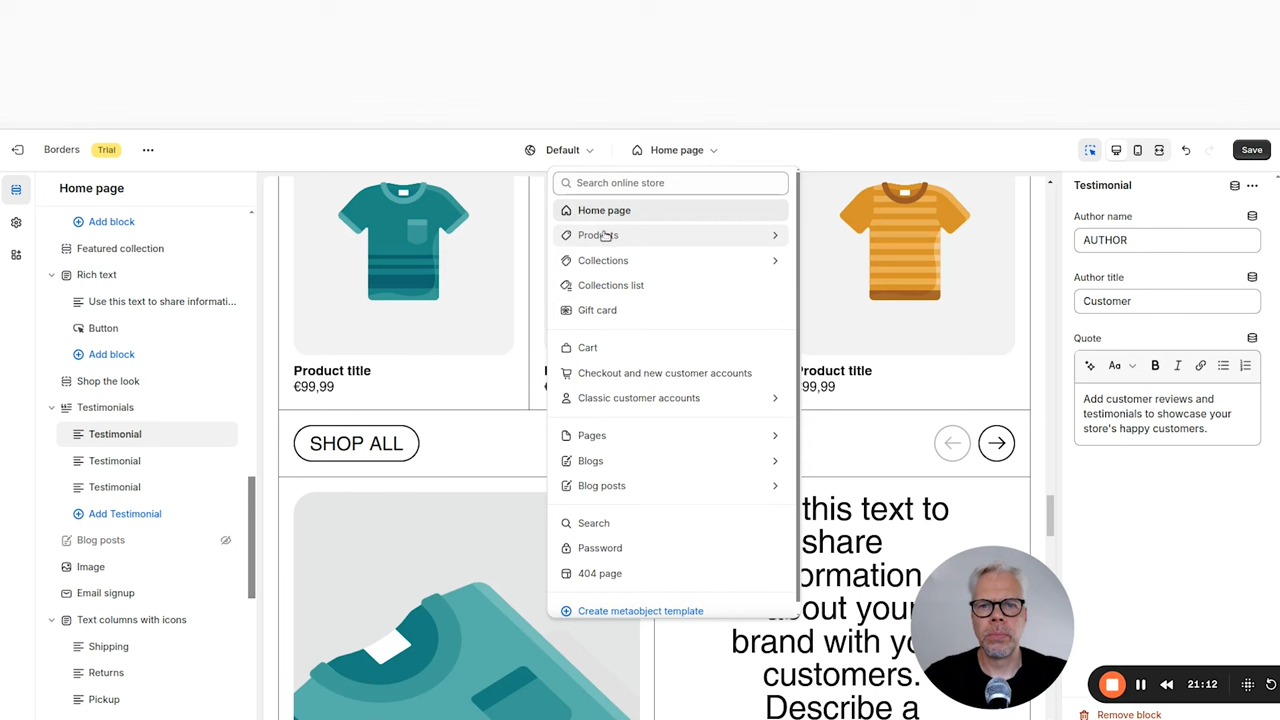 Borders
Trial
Default
Home page
Save
Home page
Add block
Featured collection
Rich text
Use this text to share informati...
Button
Add block
Shop the look
Testimonials
Testimonial
Testimonial
Testimonial
Add Testimonial
Blog posts
Image
Email signup
Text columns with icons
Shipping
Returns
Pickup
Search online store
Home page
Products
Collections
Collections list
Gift card
Cart
Checkout and new customer accounts
Classic customer accounts
Pages
Blogs
Blog posts
Search
Password
404 page
Create metaobject template
Product title
€99,99
Product title
99,99
SHOP ALL
this text to
share
ormation
about your
brand with yo
customers.
Describe a
Testimonial
Author name
AUTHOR
Author title
Customer
Quote
Aa
B
I
Add customer reviews and
testimonials to showcase your
store's happy customers.
21:12
Remove block